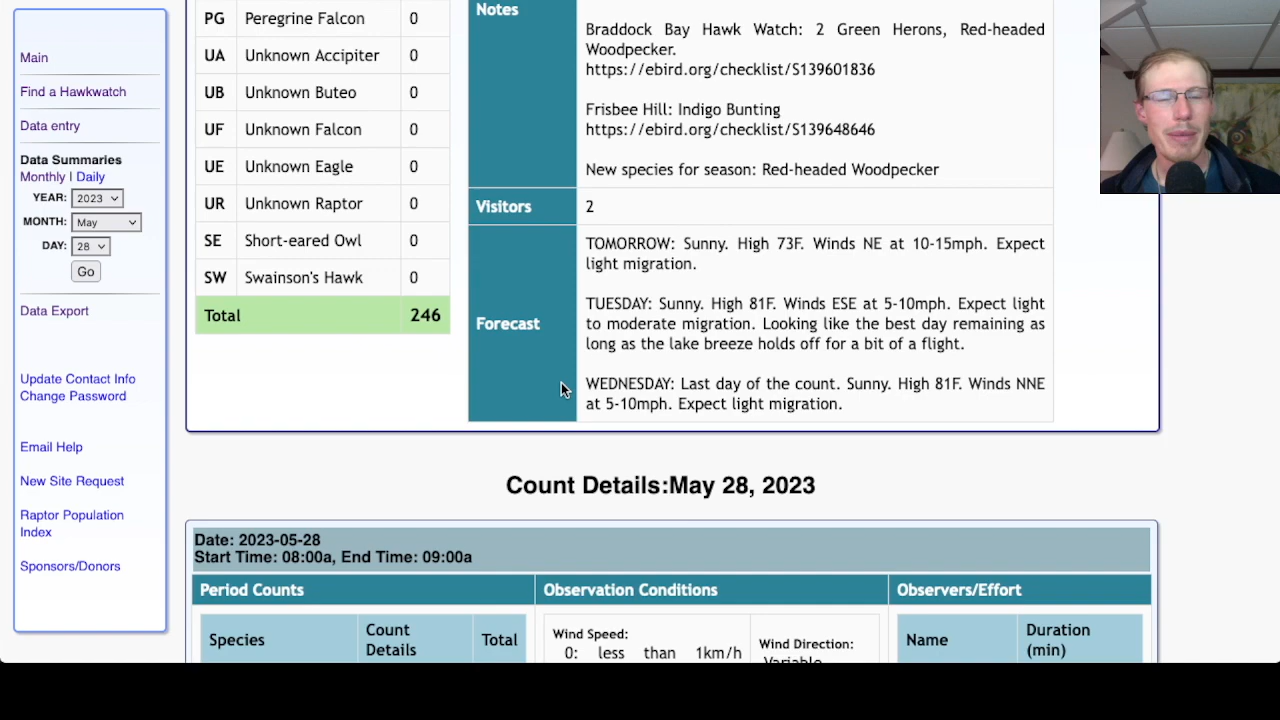 Main
Find a Hawkwatch
Data entry
Data Summaries
Monthly | Daily
YEAR: 2023
MONTH: May
DAY: 28
Go
Data Export
Update Contact Info
Change Password
Email Help
New Site Request
Raptor Population
Index
Sponsors/Donors
PG Peregrine Falcon 0
UA Unknown Accipiter 0
UB Unknown Buteo 0
UF Unknown Falcon 0
UE Unknown Eagle 0
UR Unknown Raptor 0
SE Short-eared Owl 0
SW Swainson's Hawk 0
Total 246
Notes
Braddock Bay Hawk Watch: 2 Green Herons, Red-headed
Woodpecker.
https://ebird.org/checklist/S139601836
Frisbee Hill: Indigo Bunting
https://ebird.org/checklist/S139648646
New species for season: Red-headed Woodpecker
Visitors 2
Forecast
TOMORROW: Sunny. High 73F. Winds NE at 10-15mph. Expect
light migration.
TUESDAY: Sunny. High 81F. Winds ESE at 5-10mph. Expect light
to moderate migration. Looking like the best day remaining as
long as the lake breeze holds off for a bit of a flight.
WEDNESDAY: Last day of the count. Sunny. High 81F. Winds NNE
at 5-10mph. Expect light migration.
Count Details:May 28, 2023
Date: 2023-05-28
Start Time: 08:00a, End Time: 09:00a
Period Counts Observation Conditions Observers/Effort
Species
Count
Details
Total
Wind Speed:
0: less than 1km/h
Wind Direction:
Variable
Name
Duration
(min)